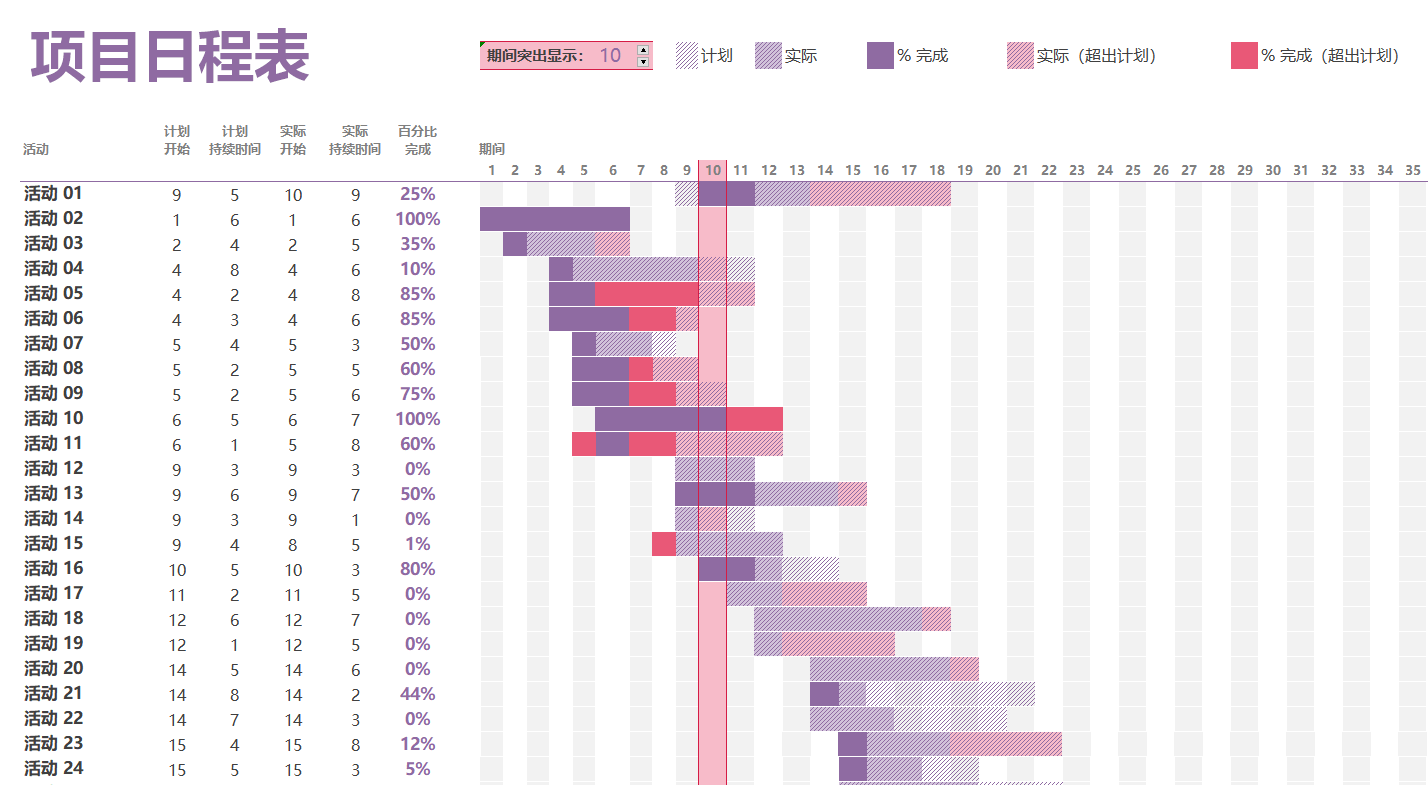 项目日程表
期间突出显示： 10
计划 实际 % 完成 实际（超出计划） % 完成（超出计划）
计划 计划 实际 实际 百分比
活动 开始 持续时间 开始 持续时间 完成 期间
1 2 3 4 5 6 7 8 9 10 11 12 13 14 15 16 17 18 19 20 21 22 23 24 25 26 27 28 29 30 31 32 33 34 35
活动 01 9 5 10 9 25%
活动 02 1 6 1 6 100%
活动 03 2 4 2 5 35%
活动 04 4 8 4 6 10%
活动 05 4 2 4 8 85%
活动 06 4 3 4 6 85%
活动 07 5 4 5 3 50%
活动 08 5 2 5 5 60%
活动 09 5 2 5 6 75%
活动 10 6 5 6 7 100%
活动 11 6 1 5 8 60%
活动 12 9 3 9 3 0%
活动 13 9 6 9 7 50%
活动 14 9 3 9 1 0%
活动 15 9 4 8 5 1%
活动 16 10 5 10 3 80%
活动 17 11 2 11 5 0%
活动 18 12 6 12 7 0%
活动 19 12 1 12 5 0%
活动 20 14 5 14 6 0%
活动 21 14 8 14 2 44%
活动 22 14 7 14 3 0%
活动 23 15 4 15 8 12%
活动 24 15 5 15 3 5%